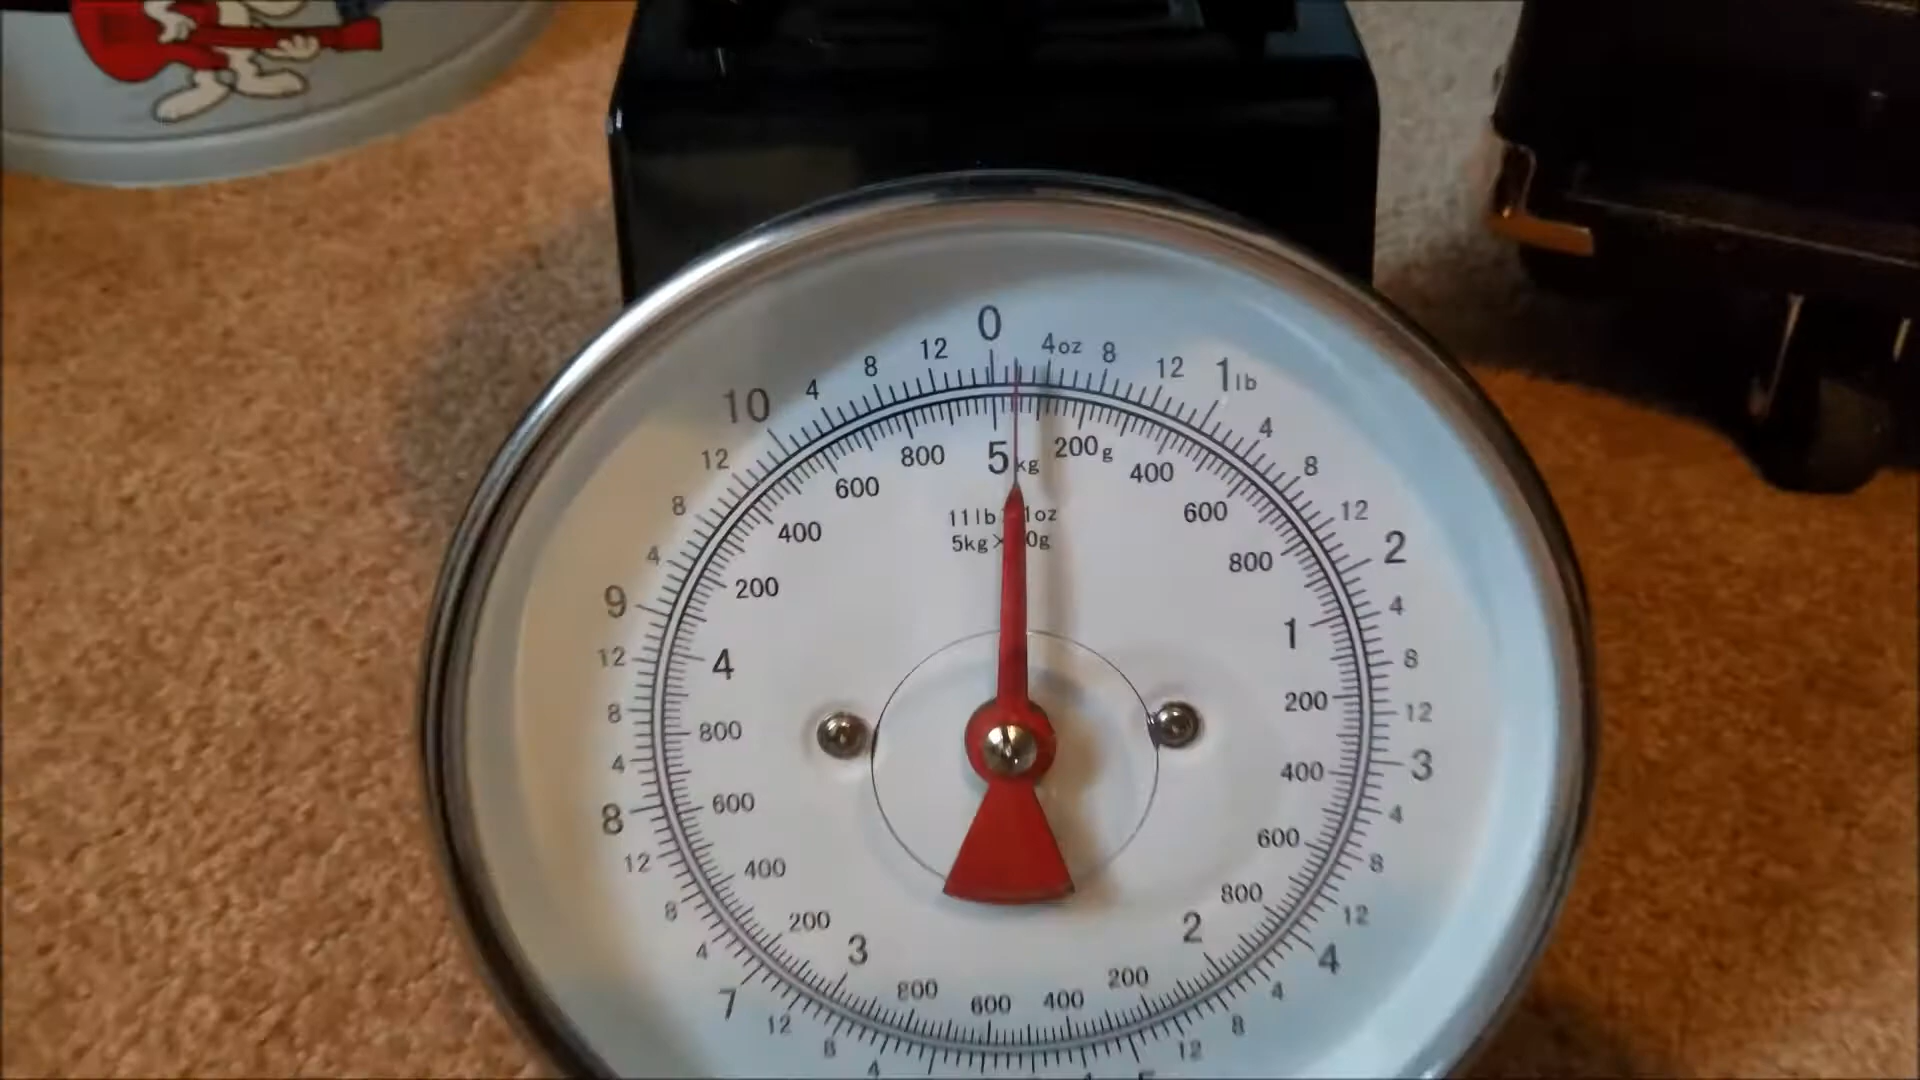 0
4oz 8 12 1lb
4 8 12 2
4 8 12 3
4 8 12 4
4 8 12
4 8 12 7
12 8 4 8
4 8 12 9
4 8 12 10
4 8 12
5kg 200g 400 600 800 1
200 400 600 800 2
200 400 600 800 3
200 400 600 800 4
200 400 600 800
11lb 1oz
5kg× 0g